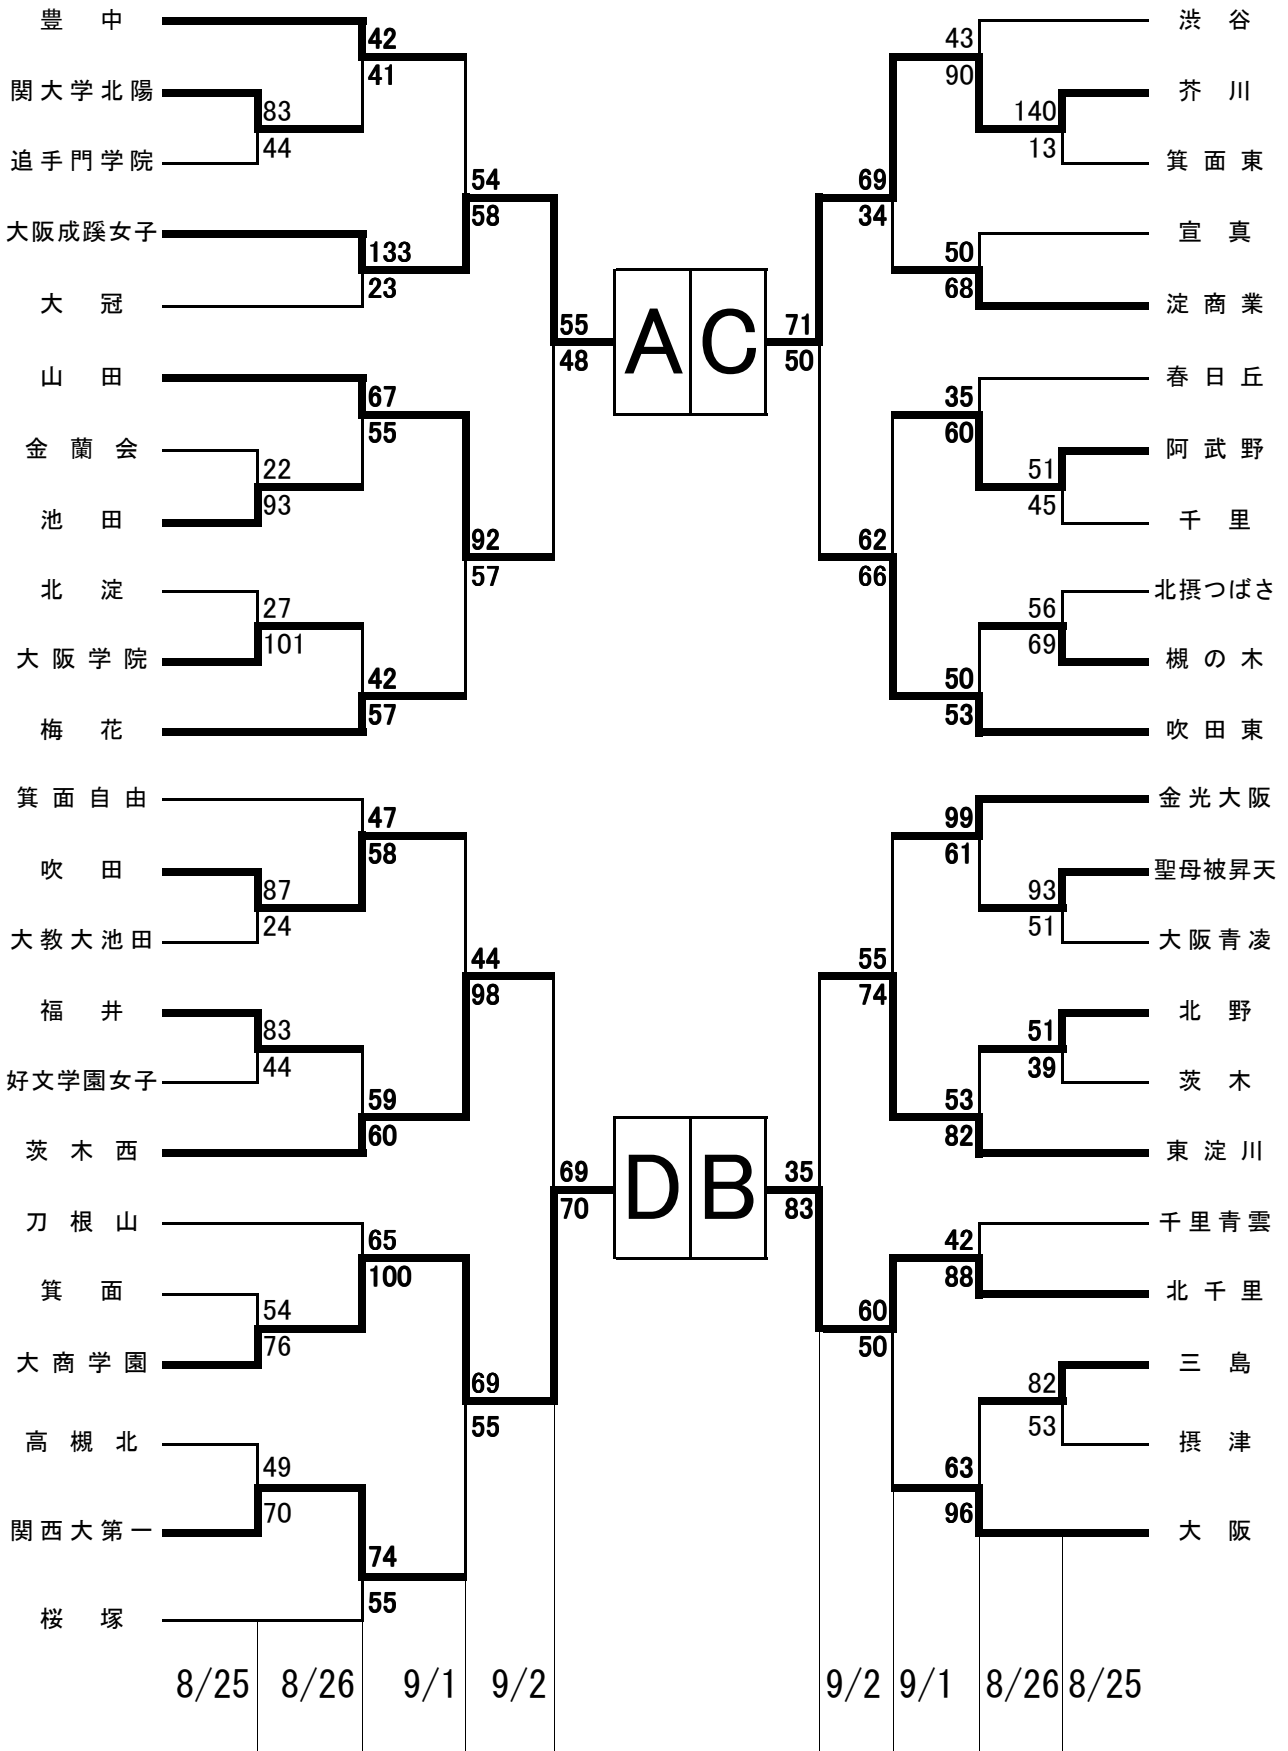 豊中
42
41
関大学北陽
83
44
追手門学院
54
58
大阪成蹊女子
133
23
大冠
55
48
山田
67
55
金蘭会
22
93
池田
92
57
北淀
27
101
大阪学院
42
57
梅花
箕面自由
47
58
吹田
87
24
大教大池田
44
98
福井
83
44
好文学園女子
59
60
茨木西
69
70
刀根山
65
100
箕面
54
76
大商学園
69
55
高槻北
49
70
関西大第一
74
55
桜塚
A
C
D
B
渋谷
43
90
芥川
140
13
箕面東
69
34
宣真
50
68
淀商業
71
50
春日丘
35
60
阿武野
51
45
千里
62
66
北摂つばさ
56
69
槻の木
50
53
吹田東
金光大阪
99
61
聖母被昇天
93
51
大阪青凌
55
74
北野
51
39
茨木
53
82
東淀川
35
83
千里青雲
42
88
北千里
60
50
三島
82
53
摂津
63
96
大阪
8/25 8/26 9/1 9/2 9/2 9/1 8/26 8/25